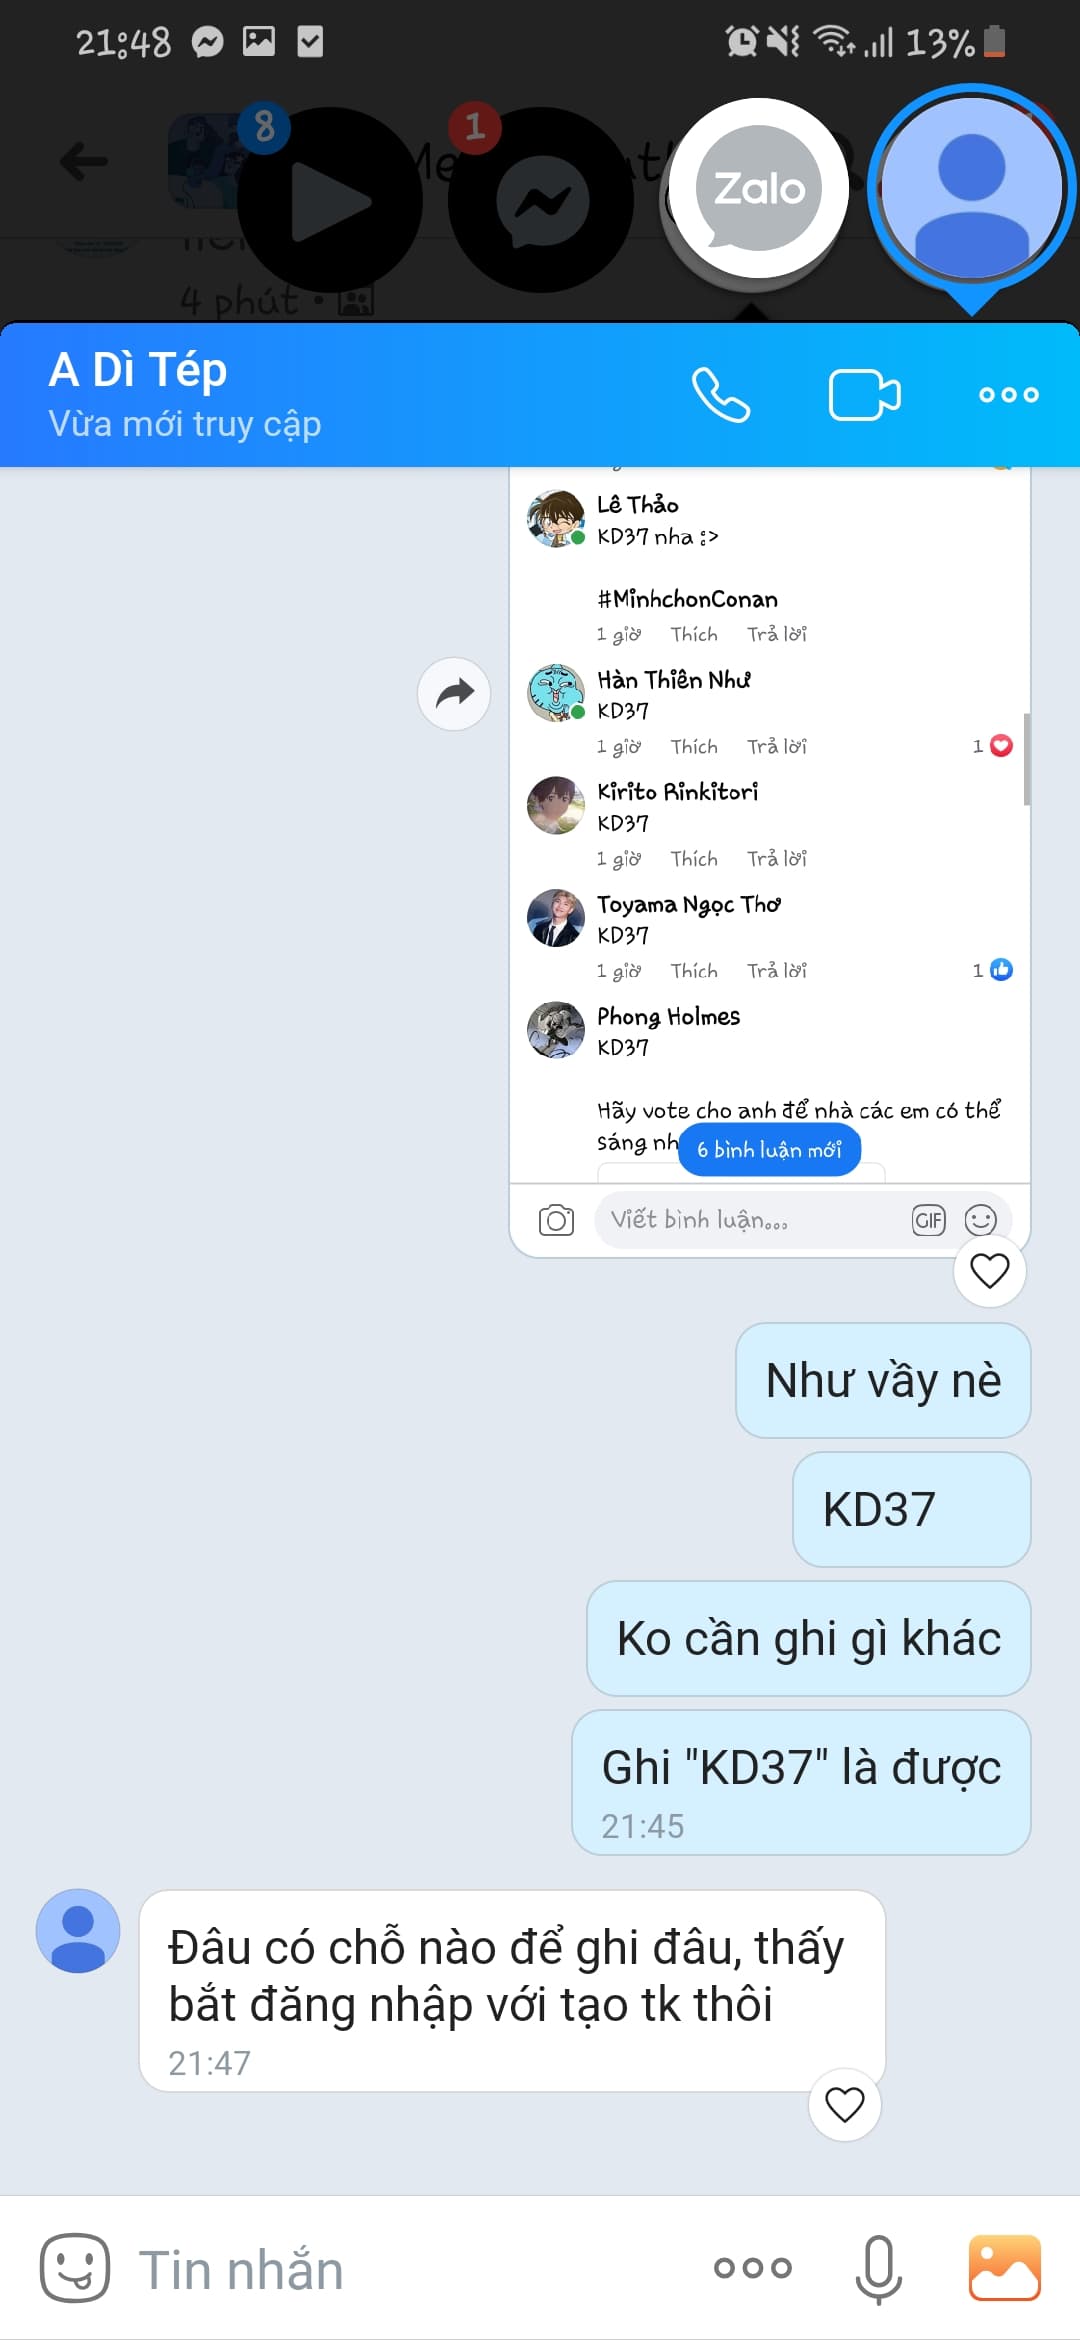 21:48
13%
8
1
Me
Zalo
4 phút
A Dì Tép
Vừa mới truy cập
Lê Thảo
KD37 nha :>
#MinhchonConan
1 giờ Thích Trả lời
Hàn Thiên Như
KD37
1 giờ Thích Trả lời 1
Kirito Rinkitori
KD37
1 giờ Thích Trả lời
Toyama Ngọc Thơ
KD37
1 giờ Thích Trả lời 1
Phong Holmes
KD37
Hãy vote cho anh để nhà các em có thể
sáng nh
6 bình luận mới
Viết bình luận...
GIF
Như vầy nè
KD37
Ko cần ghi gì khác
Ghi "KD37" là được
21:45
Đâu có chỗ nào để ghi đâu, thấy
bắt đăng nhập với tạo tk thôi
21:47
Tin nhắn